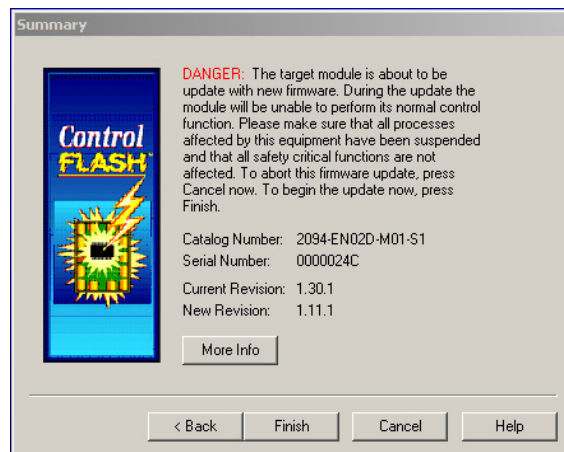 Summary
Control
FLASH
DANGER: The target module is about to be
update with new firmware. During the update the
module will be unable to perform its normal control
function. Please make sure that all processes
affected by this equipment have been suspended
and that all safety critical functions are not
affected. To abort this firmware update, press
Cancel now. To begin the update now, press
Finish.
Catalog Number: 2094-EN02D-M01-S1
Serial Number: 0000024C
Current Revision: 1.30.1
New Revision: 1.11.1
More Info
< Back Finish Cancel Help